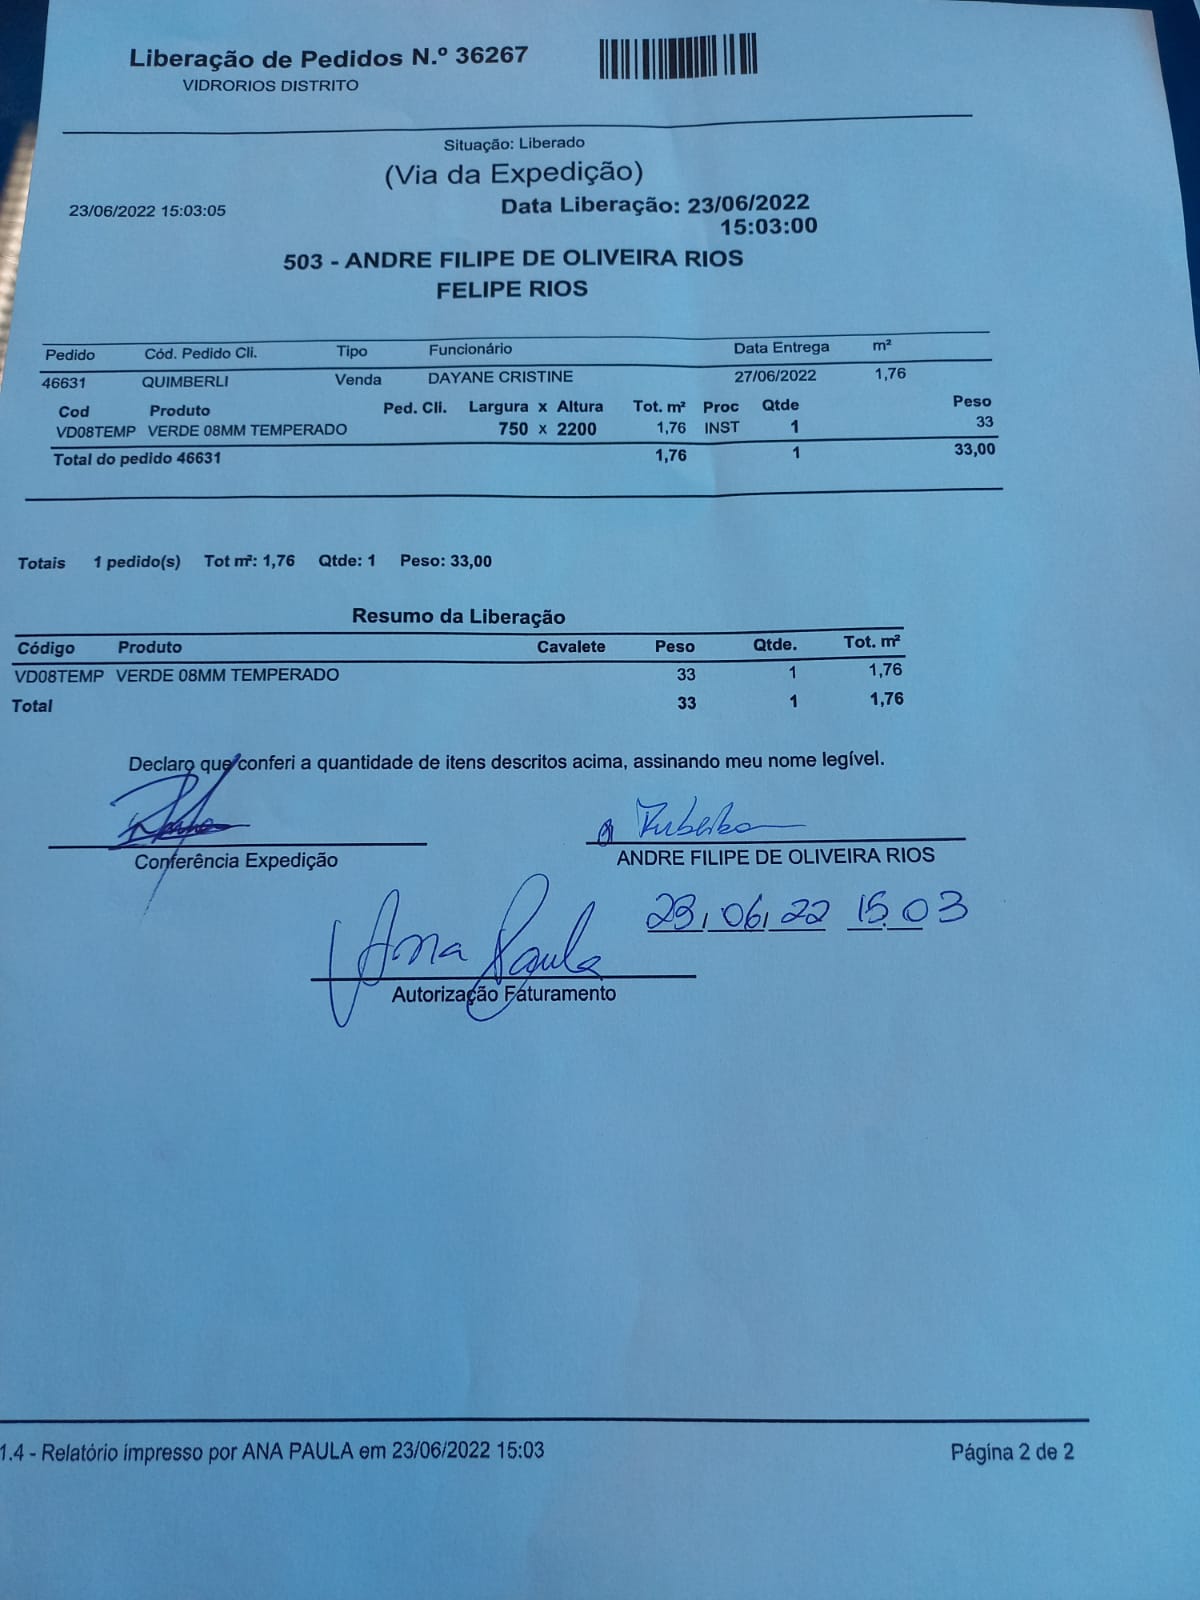 Liberação de Pedidos N.º 36267
VIDRORIOS DISTRITO
Situação: Liberado
(Via da Expedição)
23/06/2022 15:03:05 Data Liberação: 23/06/2022
15:03:00
503 - ANDRE FILIPE DE OLIVEIRA RIOS
FELIPE RIOS
Pedido Cód. Pedido Cli. Tipo Funcionário Data Entrega m²
46631 QUIMBERLI Venda DAYANE CRISTINE 27/06/2022 1,76
Cod Produto Ped. Cli. Largura x Altura Tot. m² Proc Qtde Peso
VD08TEMP VERDE 08MM TEMPERADO 750 x 2200 1,76 INST 1 33
Total do pedido 46631 1,76 1 33,00
Totais 1 pedido(s) Tot m²: 1,76 Qtde: 1 Peso: 33,00
Resumo da Liberação
Código Produto Cavalete Peso Qtde. Tot. m²
VD08TEMP VERDE 08MM TEMPERADO 33 1 1,76
Total 33 1 1,76
Declaro que conferi a quantidade de itens descritos acima, assinando meu nome legível.
Conferência Expedição ANDRE FILIPE DE OLIVEIRA RIOS
23, 06, 22 15 03
Ana Paula
Autorização Faturamento
1.4 - Relatório impresso por ANA PAULA em 23/06/2022 15:03 Página 2 de 2